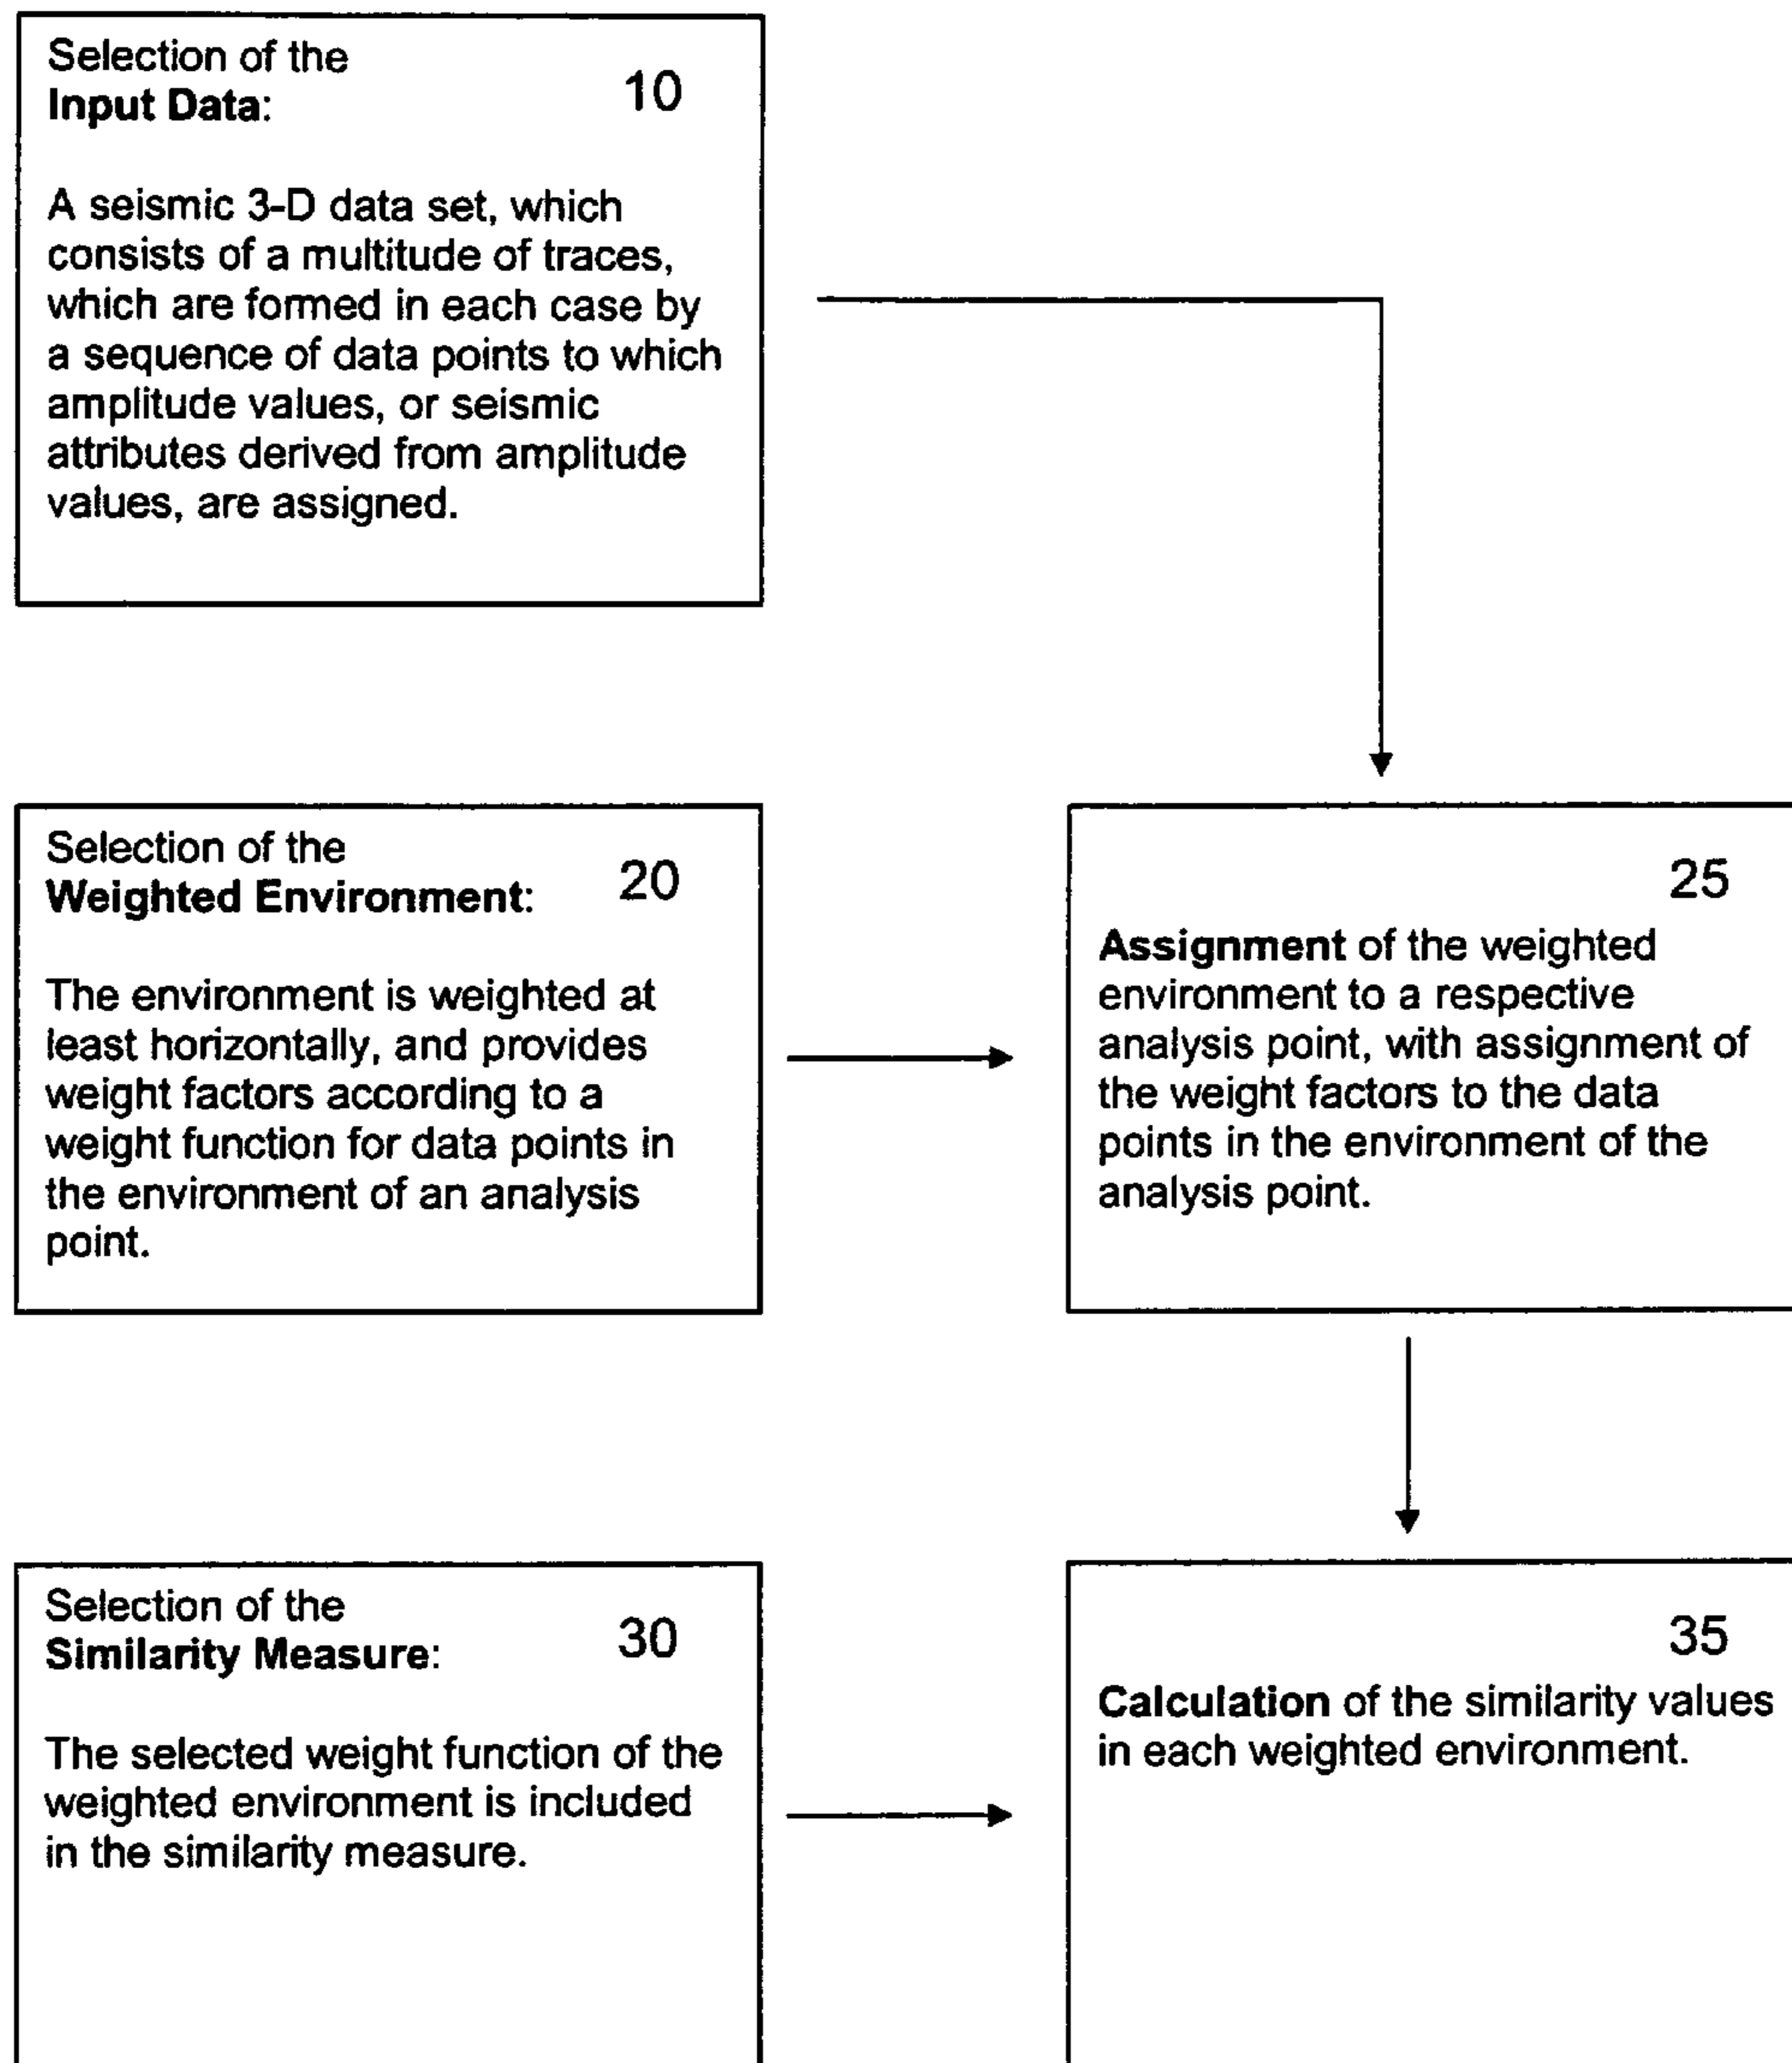 Selection of the
Input Data:
10
A seismic 3-D data set, which
consists of a multitude of traces,
which are formed in each case by
a sequence of data points to which
amplitude values, or seismic
attributes derived from amplitude
values, are assigned.
Selection of the
Weighted Environment:
20
The environment is weighted at
least horizontally, and provides
weight factors according to a
weight function for data points in
the environment of an analysis
point.
25
Assignment of the weighted
environment to a respective
analysis point, with assignment of
the weight factors to the data
points in the environment of the
analysis point.
Selection of the
Similarity Measure:
30
The selected weight function of the
weighted environment is included
in the similarity measure.
35
Calculation of the similarity values
in each weighted environment.